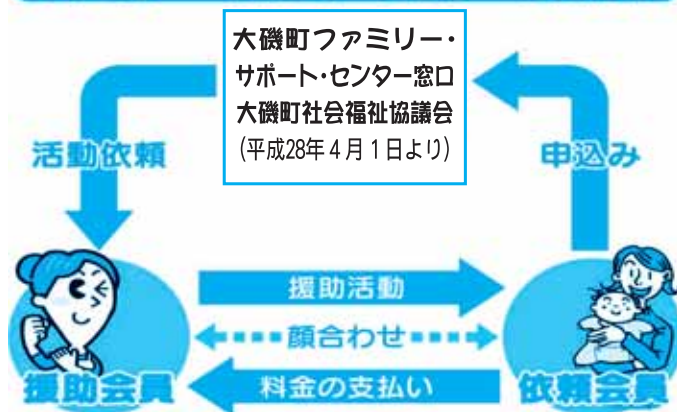 大磯町ファミリー・
サポート・センター窓口
大磯町社会福祉協議会
(平成28年４月１日より)
活動依頼
申込み
援助活動
顔合わせ
料金の支払い
援助会員
依頼会員